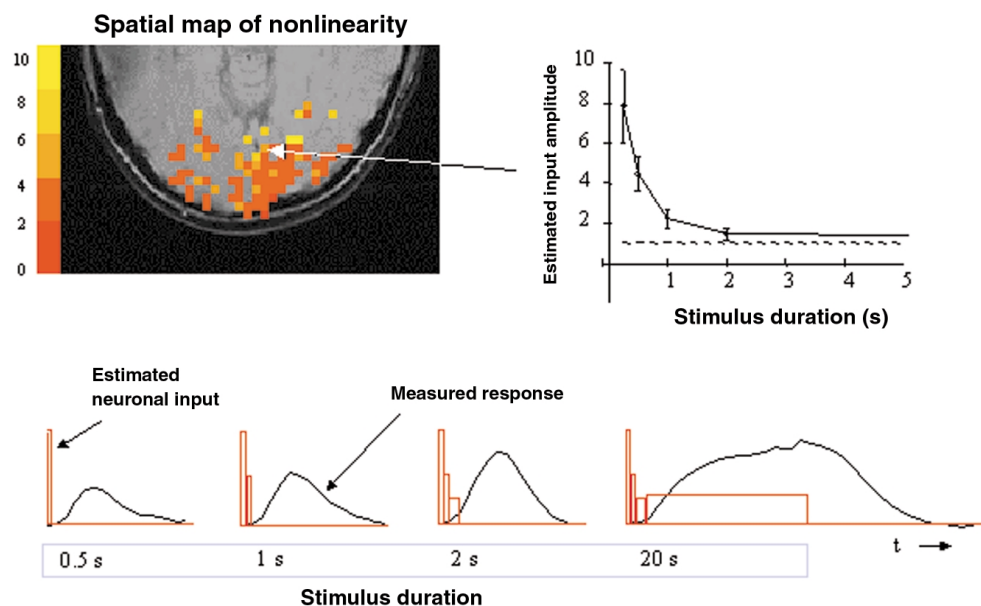 Spatial map of nonlinearity
10
8
6
4
2
0
Estimated input amplitude
10
8
6
4
2
1 2 3 4 5
Stimulus duration (s)
Estimated
neuronal input
Measured response
t
0.5 s 1 s 2 s 20 s
Stimulus duration